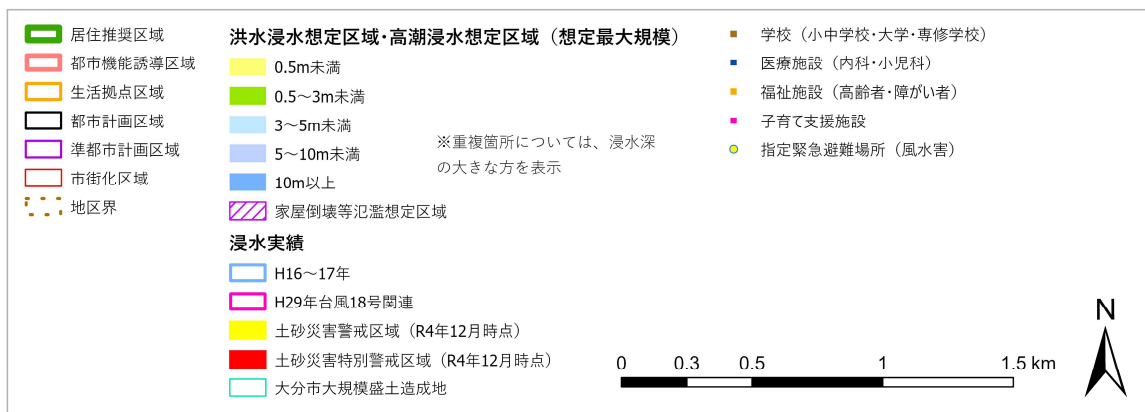 居住推奨区域
都市機能誘導区域
生活拠点区域
都市計画区域
準都市計画区域
市街化区域
地区界
洪水浸水想定区域・高潮浸水想定区域（想定最大規模）
0.5m未満
0.5～3m未満
3～5m未満
5～10m未満
10m以上
家屋倒壊等氾濫想定区域
※重複箇所については、浸水深
の大きな方を表示
浸水実績
H16～17年
H29年台風18号関連
土砂災害警戒区域（R4年12月時点）
土砂災害特別警戒区域（R4年12月時点）
大分市大規模盛土造成地
学校（小中学校・大学・専修学校）
医療施設（内科・小児科）
福祉施設（高齢者・障がい者）
子育て支援施設
指定緊急避難場所（風水害）
0 0.3 0.5 1 1.5 km
N